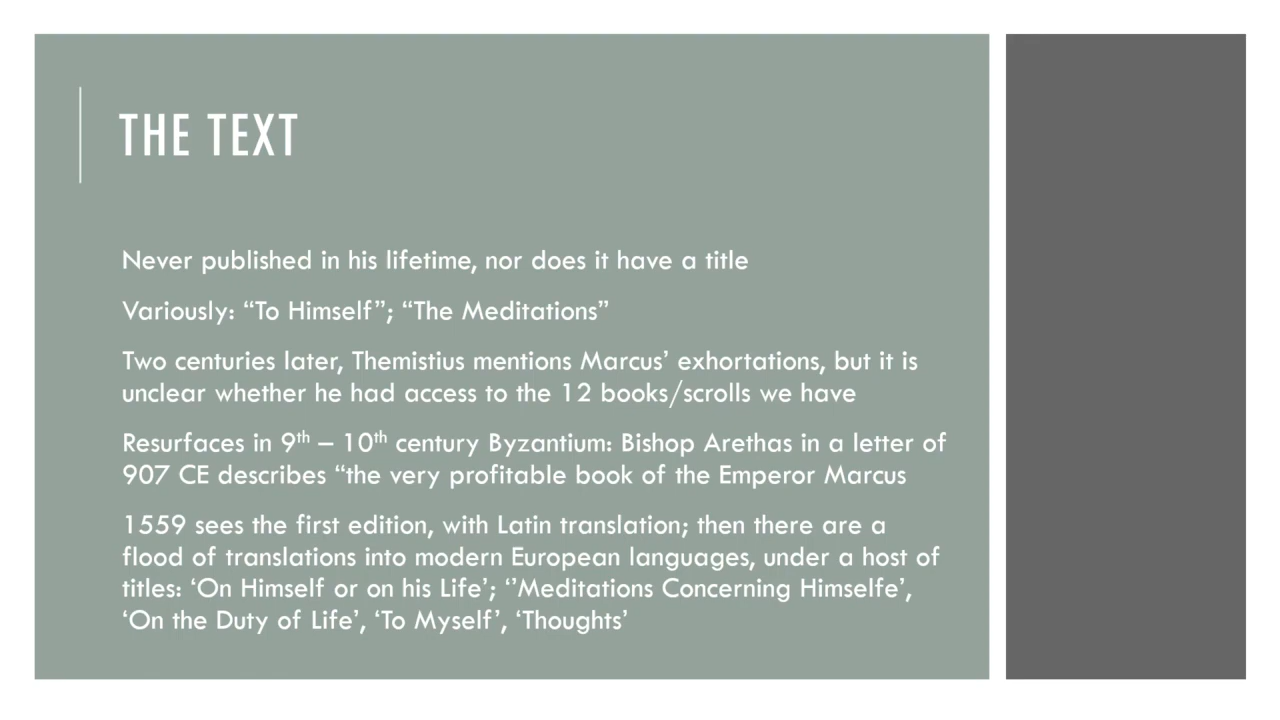 THE TEXT
Never published in his lifetime, nor does it have a title
Variously: “To Himself”; “The Meditations”
Two centuries later, Themistius mentions Marcus’ exhortations, but it is
unclear whether he had access to the 12 books/scrolls we have
Resurfaces in 9th – 10th century Byzantium: Bishop Arethas in a letter of
907 CE describes “the very profitable book of the Emperor Marcus
1559 sees the first edition, with Latin translation; then there are a
flood of translations into modern European languages, under a host of
titles: ‘On Himself or on his Life’; ‘’Meditations Concerning Himselfe’,
‘On the Duty of Life’, ‘To Myself’, ‘Thoughts’